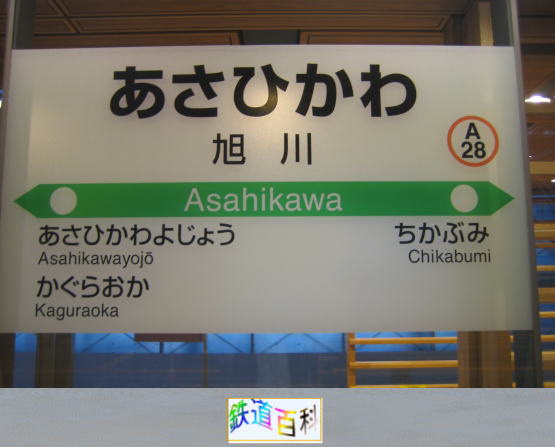 あさひかわ
旭川
A
28
Asahikawa
あさひかわよじょう
Asahikawayojō
ちかぶみ
Chikabumi
かぐらおか
Kaguraoka
鉄道百科